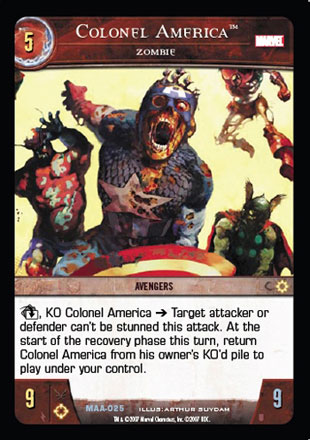 5
COLONEL AMERICA™
MARVEL
ZOMBIE
AVENGERS
, KO Colonel America ➔ Target attacker or
defender can't be stunned this attack. At the
start of the recovery phase this turn, return
Colonel America from his owner's KO'd pile to
play under your control.
9
MAA-025 ILLUS: ARTHUR SUYDAM
TM & ©2007 Marvel Characters, Inc. ©2007 UDC.
9